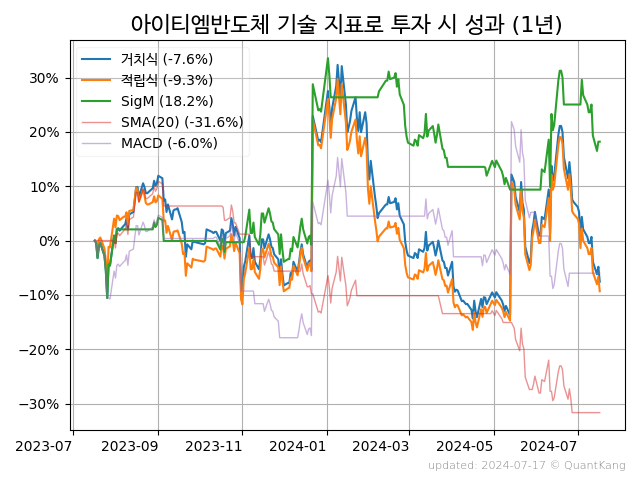 아이티엠반도체 기술 지표로 투자 시 성과 (1년)
거치식 (-7.6%)
적립식 (-9.3%)
SigM (18.2%)
SMA(20) (-31.6%)
MACD (-6.0%)
30%
20%
10%
0%
−10%
−20%
−30%
2023-07 2023-09 2023-11 2024-01 2024-03 2024-05 2024-07
updated: 2024-07-17 © QuantKang